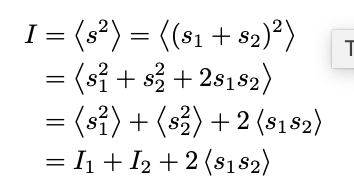 I = ⟨s²⟩ = ⟨(s₁ + s₂)²⟩
= ⟨s₁² + s₂² + 2s₁s₂⟩
= ⟨s₁²⟩ + ⟨s₂²⟩ + 2 ⟨s₁s₂⟩
= I₁ + I₂ + 2 ⟨s₁s₂⟩